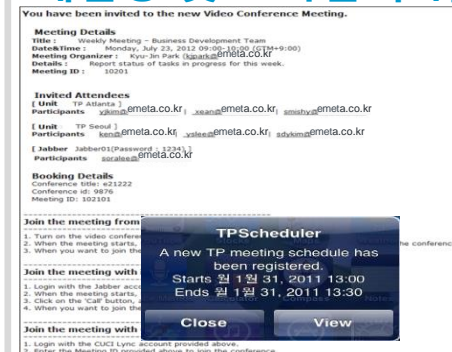 You have been invited to the new Video Conference Meeting.
Meeting Details
Title : Weekly Meeting - Business Development Team
Date&Time : Monday, July 23, 2012 09:00-10:00 (GTM+9:00)
Meeting Organizer : Kyu-Jin Park (kjpark@emeta.co.kr
Details : Report status of tasks in progress for this week.
Meeting ID : 10201
Invited Attendees
[ Unit TP Atlanta ]
Participants yjkim@emeta.co.kr, xean@emeta.co.kr, smishy@emeta.co.kr
[ Unit TP Seoul ]
Participants ken@emeta.co.kr, yslee@emeta.co.kr, sdykim@emeta.co.kr
[ Jabber Jabber01(Password : 1234) ]
Participants soralee@emeta.co.kr
Booking Details
Conference title: e21222
Conference id: 9876
Meeting ID: 102101
Join the meeting from
1. Turn on the video conferen
2. When the meeting starts, he conferenc
3. When you want to join the
Join the meeting with
1. Login with the Jabber acco
2. When the meeting starts,
3. Click on the 'Call' button,
4. When you want to join the
Join the meeting with
1. Login with the CUCI Lync account provided above.
2. Enter the Meeting ID provided above to join the conference.
TPScheduler
A new TP meeting schedule has
been registered.
Starts 월 1월 31, 2011 13:00
Ends 월 1월 31, 2011 13:30
Close View